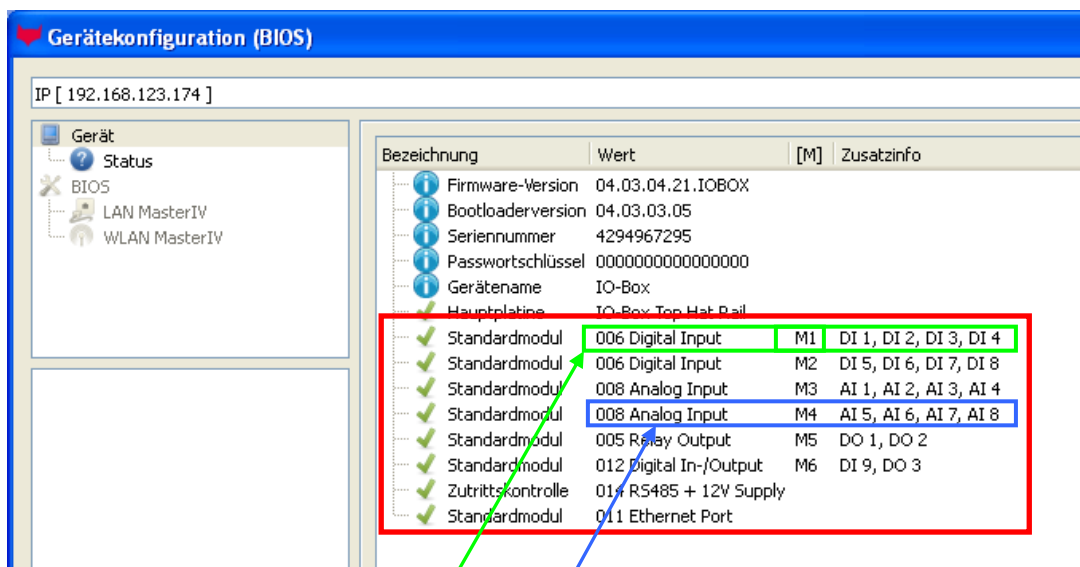 Gerätekonfiguration (BIOS)
IP [ 192.168.123.174 ]
Gerät
Status
BIOS
LAN MasterIV
WLAN MasterIV
Bezeichnung Wert [M] Zusatzinfo
Firmware-Version 04.03.04.21.IOBOX
Bootloaderversion 04.03.03.05
Seriennummer 4294967295
Passwortschlüssel 0000000000000000
Gerätename IO-Box
Hauptplatine IO-Box Top Hat Rail
Standardmodul 006 Digital Input M1 DI 1, DI 2, DI 3, DI 4
Standardmodul 006 Digital Input M2 DI 5, DI 6, DI 7, DI 8
Standardmodul 008 Analog Input M3 AI 1, AI 2, AI 3, AI 4
Standardmodul 008 Analog Input M4 AI 5, AI 6, AI 7, AI 8
Standardmodul 005 Relay Output M5 DO 1, DO 2
Standardmodul 012 Digital In-/Output M6 DI 9, DO 3
Zutrittskontrolle 014 RS485 + 12V Supply
Standardmodul 011 Ethernet Port